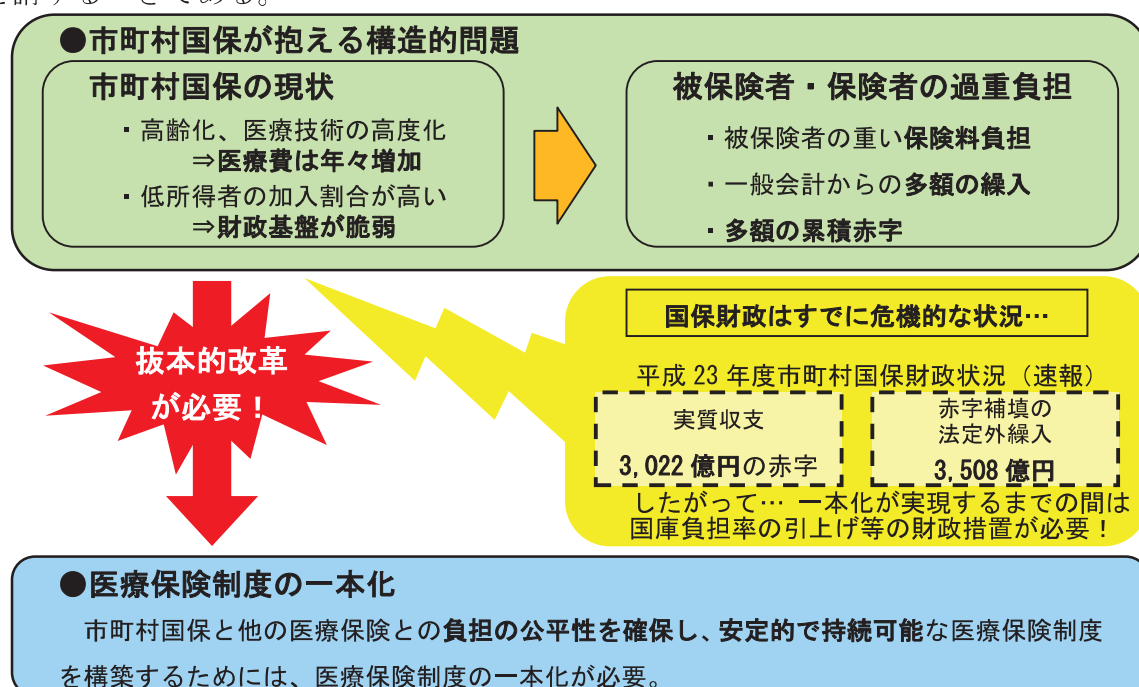 ●市町村国保が抱える構造的問題
市町村国保の現状
・高齢化、医療技術の高度化
⇒医療費は年々増加
・低所得者の加入割合が高い
⇒財政基盤が脆弱
被保険者・保険者の過重負担
・被保険者の重い保険料負担
・一般会計からの多額の繰入
・多額の累積赤字
抜本的改革
が必要！
国保財政はすでに危機的な状況…
平成 23 年度市町村国保財政状況（速報）
実質収支
3,022 億円の赤字
赤字補填の
法定外繰入
3,508 億円
したがって… 一本化が実現するまでの間は
国庫負担率の引上げ等の財政措置が必要！
●医療保険制度の一本化
市町村国保と他の医療保険との負担の公平性を確保し、安定的で持続可能な医療保険制度
を構築するためには、医療保険制度の一本化が必要。